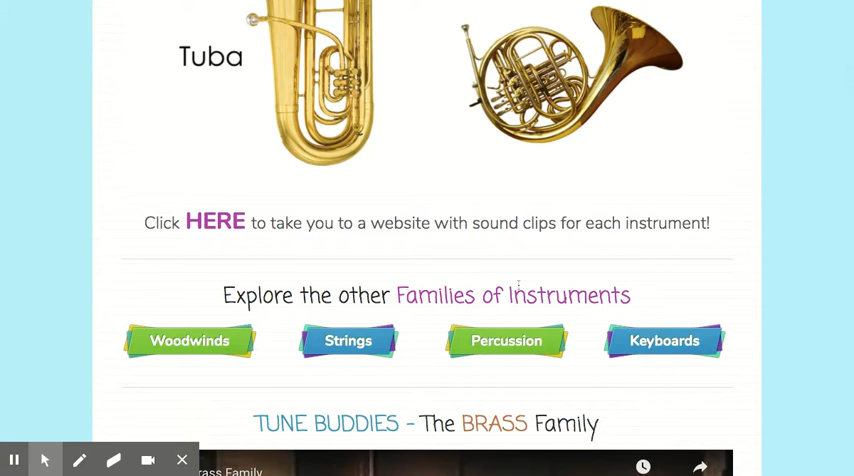 Tuba
Click HERE to take you to a website with sound clips for each instrument!
Explore the other Families of Instruments
Woodwinds Strings Percussion Keyboards
TUNE BUDDIES - The BRASS Family
rass Family